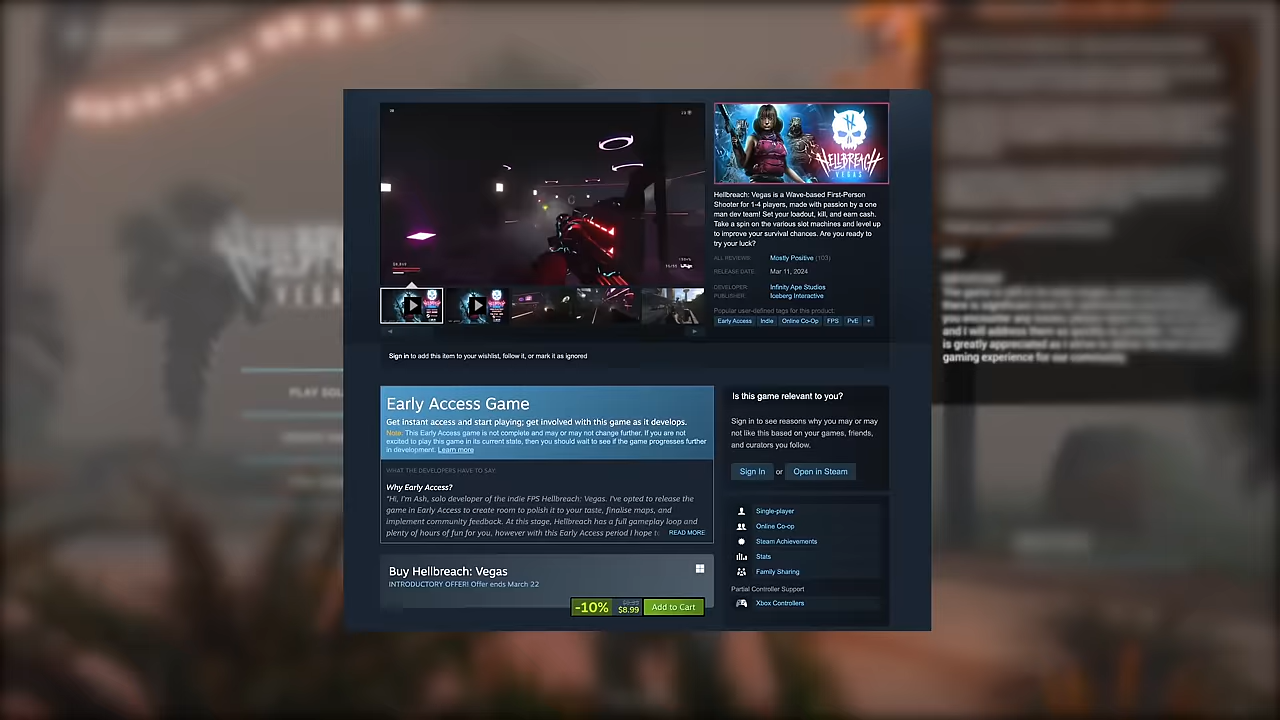 HELLBREACH
VEGAS
Hellbreach: Vegas is a Wave-based First-Person
Shooter for 1-4 players, made with passion by a one
man dev team! Set your loadout, kill, and earn cash.
Take a spin on the various slot machines and level up
to improve your survival chances. Are you ready to
try your luck?
ALL REVIEWS: Mostly Positive (103)
RELEASE DATE: Mar 11, 2024
DEVELOPER: Infinity Ape Studios
PUBLISHER: Iceberg Interactive
Popular user-defined tags for this product:
Early Access Indie Online Co-Op FPS PvE +
Sign in to add this item to your wishlist, follow it, or mark it as ignored
Early Access Game
Get instant access and start playing; get involved with this game as it develops.
Note: This Early Access game is not complete and may or may not change further. If you are not
excited to play this game in its current state, then you should wait to see if the game progresses further
in development. Learn more
WHAT THE DEVELOPERS HAVE TO SAY:
Why Early Access?
"Hi, I'm Ash, solo developer of the indie FPS Hellbreach: Vegas. I've opted to release the
game in Early Access to create room to polish it to your taste, finalise maps, and
implement community feedback. At this stage, Hellbreach has a full gameplay loop and
plenty of hours of fun for you, however with this Early Access period I hope READ MORE
Buy Hellbreach: Vegas
INTRODUCTORY OFFER! Offer ends March 22
-10% $9.99 $8.99 Add to Cart
Is this game relevant to you?
Sign in to see reasons why you may or may
not like this based on your games, friends,
and curators you follow.
Sign In or Open in Steam
Single-player
Online Co-op
Steam Achievements
Stats
Family Sharing
Partial Controller Support
Xbox Controllers
PLAY SOLO
gaming experience for our community.